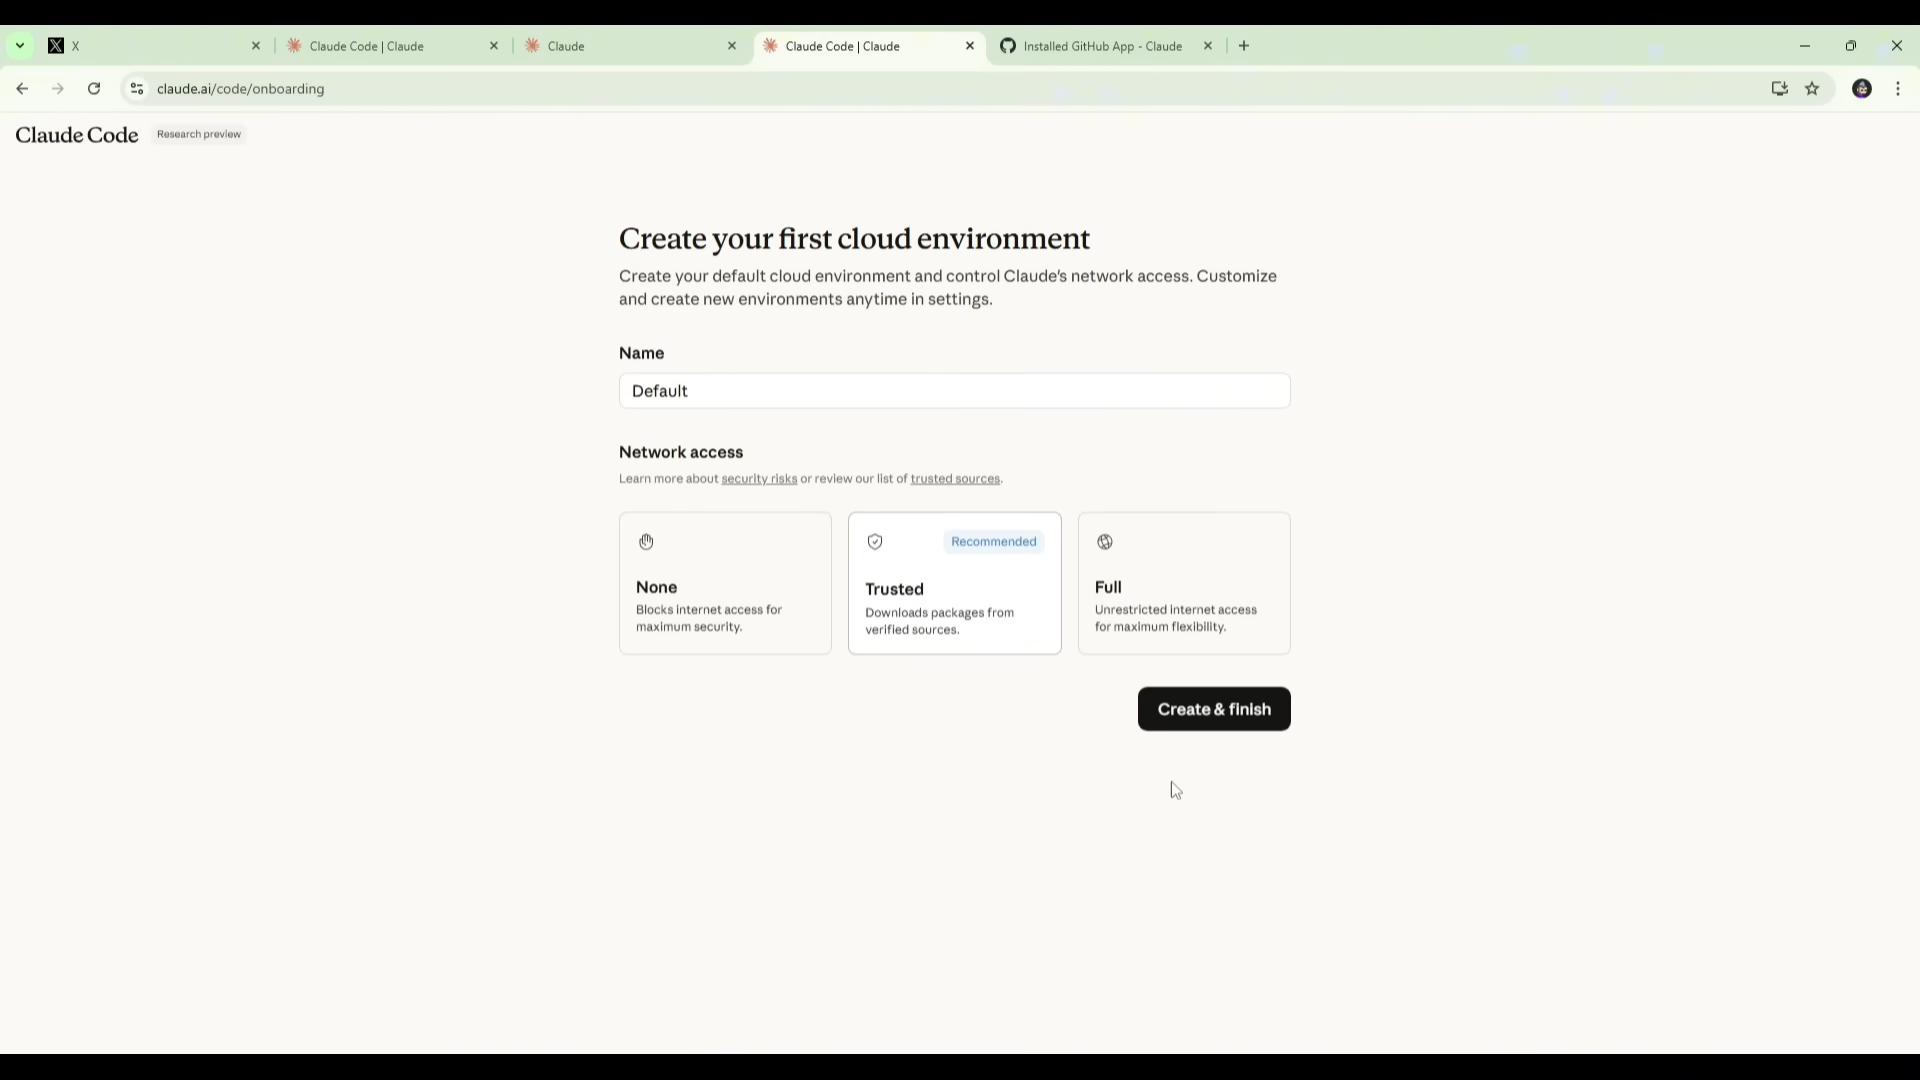 X
Claude Code | Claude
Claude
Claude Code | Claude
Installed GitHub App - Claude
claude.ai/code/onboarding
Claude Code
Research preview
Create your first cloud environment
Create your default cloud environment and control Claude's network access. Customize
and create new environments anytime in settings.
Name
Default
Network access
Learn more about security risks or review our list of trusted sources.
None
Blocks internet access for
maximum security.
Recommended
Trusted
Downloads packages from
verified sources.
Full
Unrestricted internet access
for maximum flexibility.
Create & finish